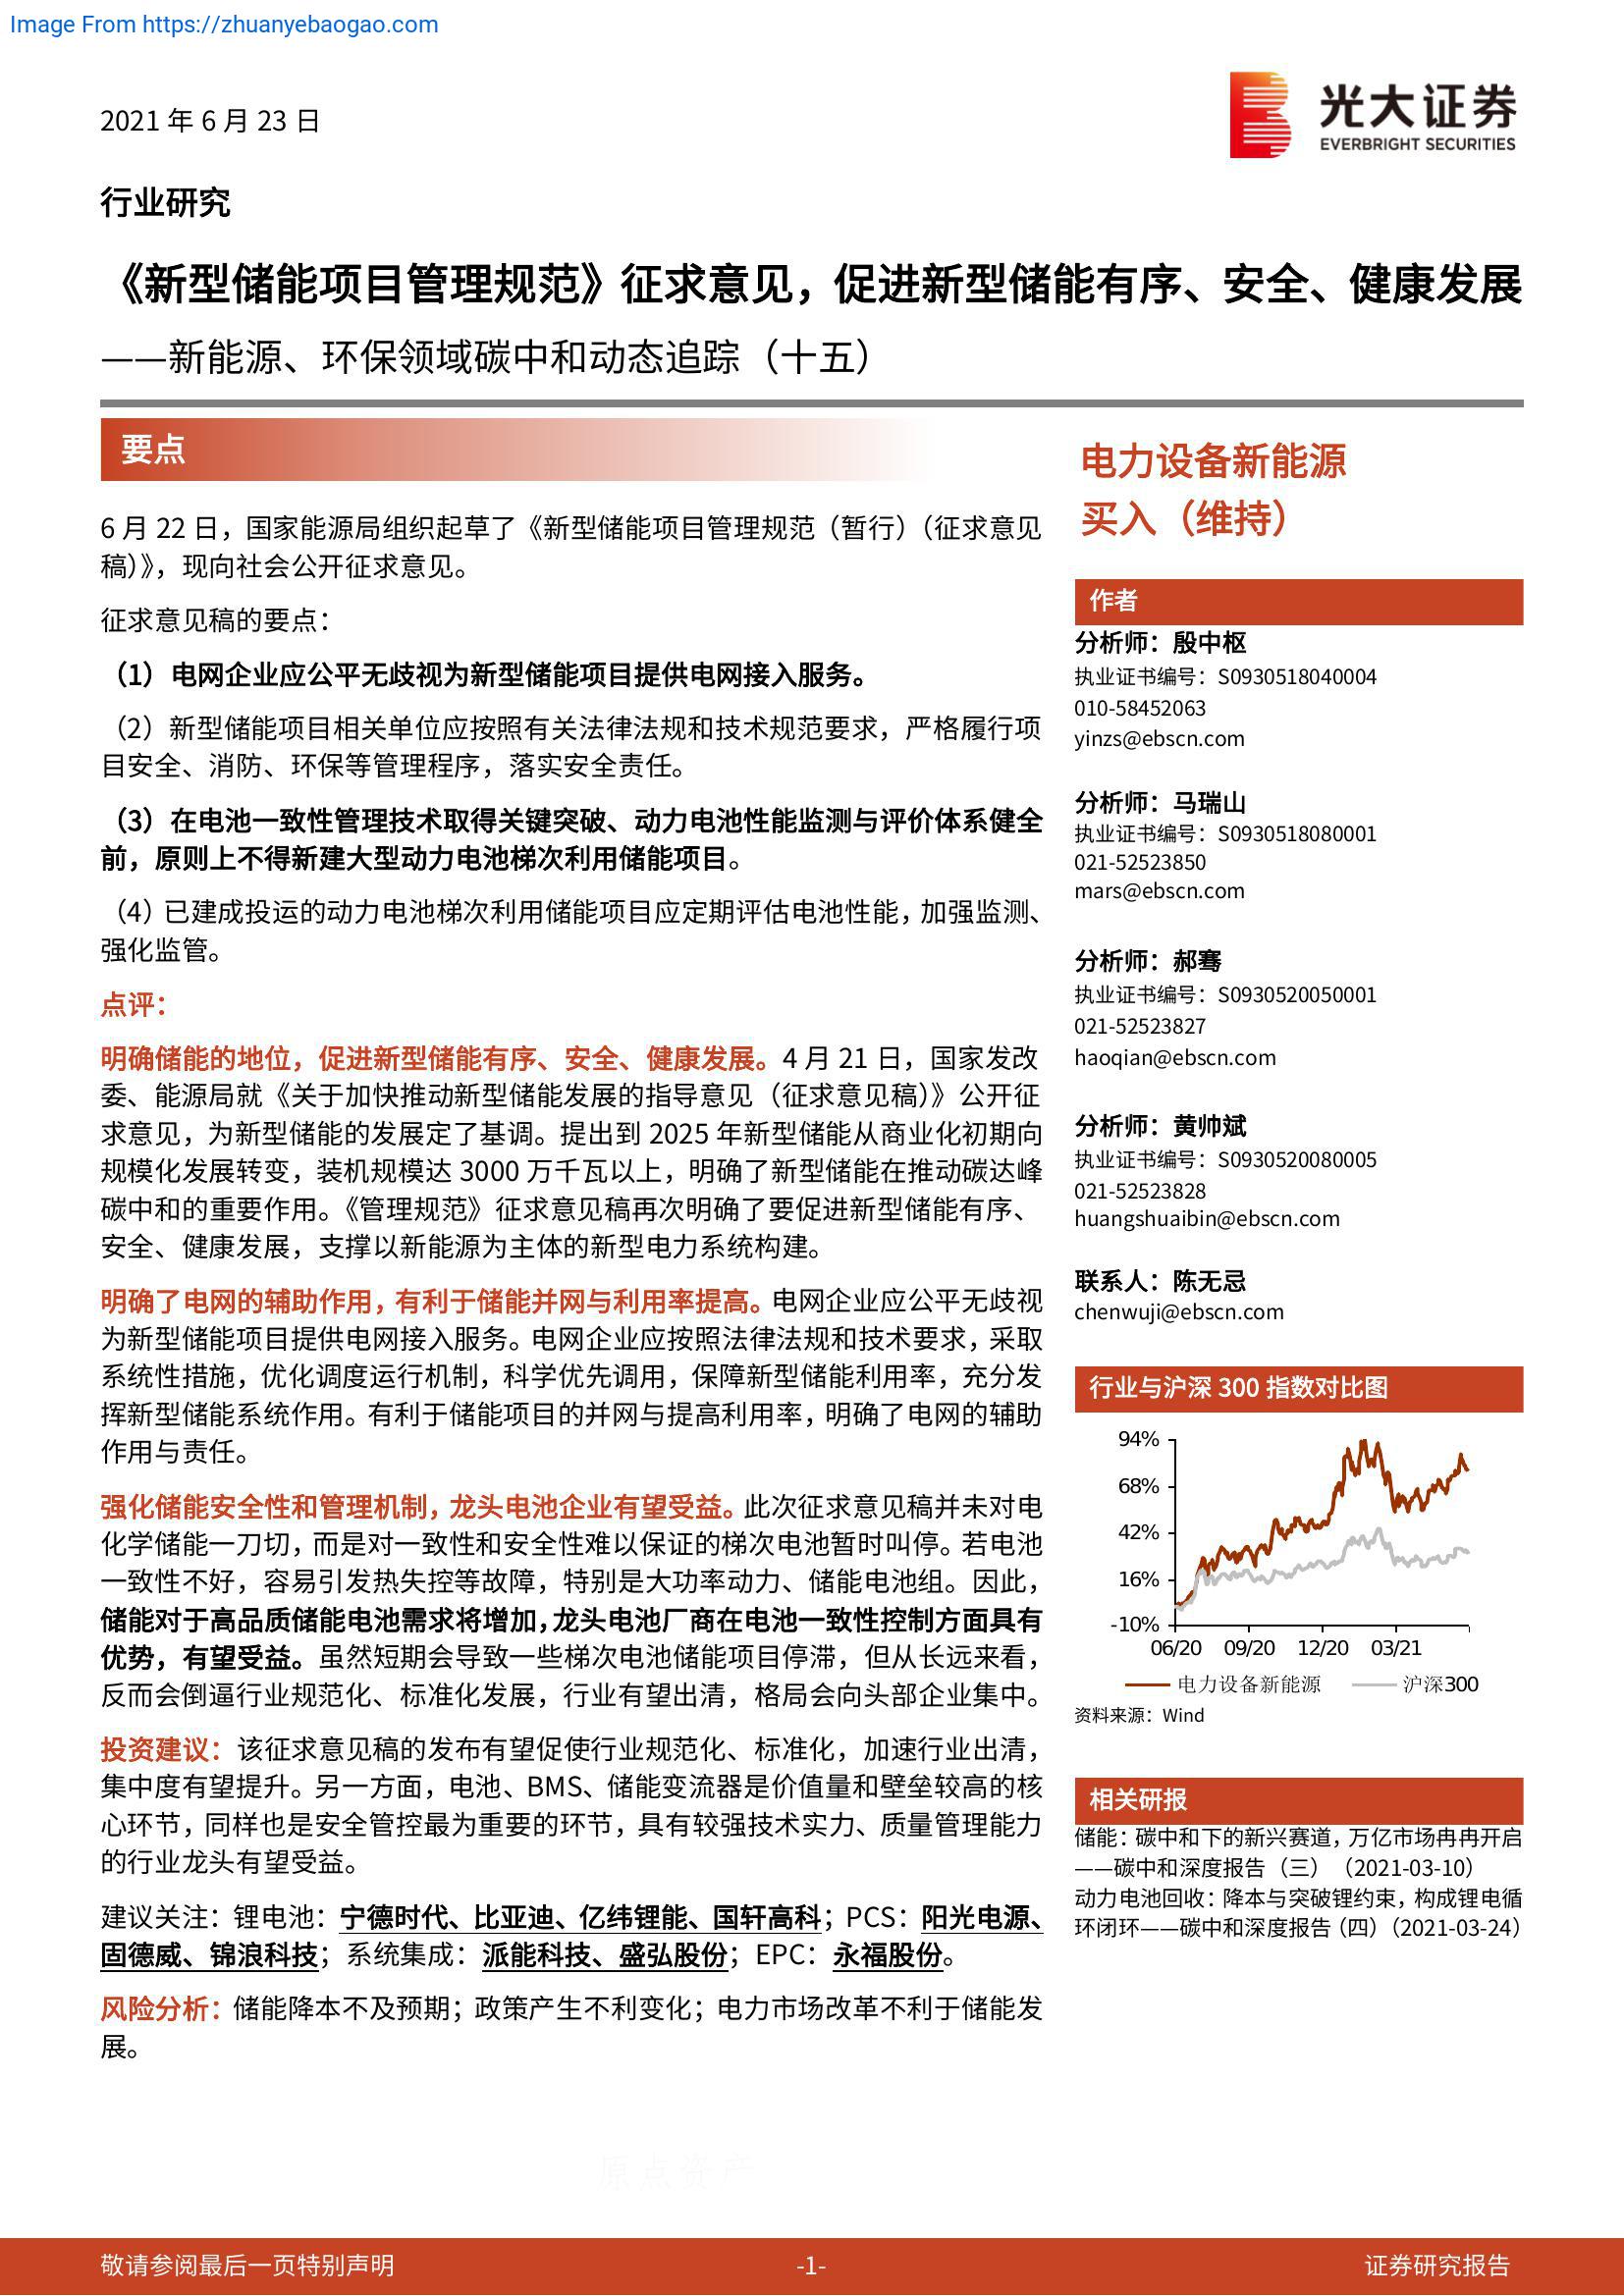 Image From https://zhuanyebaogao.com
2021 年 6 月 23 日
光大证券
EVERBRIGHT SECURITIES
行业研究
《新型储能项目管理规范》征求意见，促进新型储能有序、安全、健康发展
——新能源、环保领域碳中和动态追踪（十五）
要点
6 月 22 日，国家能源局组织起草了《新型储能项目管理规范（暂行）（征求意见
稿）》，现向社会公开征求意见。
征求意见稿的要点：
（1）电网企业应公平无歧视为新型储能项目提供电网接入服务。
（2）新型储能项目相关单位应按照有关法律法规和技术规范要求，严格履行项
目安全、消防、环保等管理程序，落实安全责任。
（3）在电池一致性管理技术取得关键突破、动力电池性能监测与评价体系健全
前，原则上不得新建大型动力电池梯次利用储能项目。
（4）已建成投运的动力电池梯次利用储能项目应定期评估电池性能，加强监测、
强化监管。
点评：
明确储能的地位，促进新型储能有序、安全、健康发展。4 月 21 日，国家发改
委、能源局就《关于加快推动新型储能发展的指导意见（征求意见稿）》公开征
求意见，为新型储能的发展定了基调。提出到 2025 年新型储能从商业化初期向
规模化发展转变，装机规模达 3000 万千瓦以上，明确了新型储能在推动碳达峰
碳中和的重要作用。《管理规范》征求意见稿再次明确了要促进新型储能有序、
安全、健康发展，支撑以新能源为主体的新型电力系统构建。
明确了电网的辅助作用，有利于储能并网与利用率提高。电网企业应公平无歧视
为新型储能项目提供电网接入服务。电网企业应按照法律法规和技术要求，采取
系统性措施，优化调度运行机制，科学优先调用，保障新型储能利用率，充分发
挥新型储能系统作用。有利于储能项目的并网与提高利用率，明确了电网的辅助
作用与责任。
强化储能安全性和管理机制，龙头电池企业有望受益。此次征求意见稿并未对电
化学储能一刀切，而是对一致性和安全性难以保证的梯次电池暂时叫停。若电池
一致性不好，容易引发热失控等故障，特别是大功率动力、储能电池组。因此，
储能对于高品质储能电池需求将增加，龙头电池厂商在电池一致性控制方面具有
优势，有望受益。虽然短期会导致一些梯次电池储能项目停滞，但从长远来看，
反而会倒逼行业规范化、标准化发展，行业有望出清，格局会向头部企业集中。
投资建议：该征求意见稿的发布有望促使行业规范化、标准化，加速行业出清，
集中度有望提升。另一方面，电池、BMS、储能变流器是价值量和壁垒较高的核
心环节，同样也是安全管控最为重要的环节，具有较强技术实力、质量管理能力
的行业龙头有望受益。
建议关注：锂电池：宁德时代、比亚迪、亿纬锂能、国轩高科；PCS：阳光电源、
固德威、锦浪科技；系统集成：派能科技、盛弘股份；EPC：永福股份。
风险分析：储能降本不及预期；政策产生不利变化；电力市场改革不利于储能发
展。
电力设备新能源
买入（维持）
作者
分析师：殷中枢
执业证书编号：S0930518040004
010-58452063
yinzs@ebscn.com
分析师：马瑞山
执业证书编号：S0930518080001
021-52523850
mars@ebscn.com
分析师：郝骞
执业证书编号：S0930520050001
021-52523827
haoqian@ebscn.com
分析师：黄帅斌
执业证书编号：S0930520080005
021-52523828
huangshuaibin@ebscn.com
联系人：陈无忌
chenwuji@ebscn.com
行业与沪深 300 指数对比图
94%
68%
42%
16%
-10%
06/20 09/20 12/20 03/21
电力设备新能源 沪深300
资料来源：Wind
相关研报
储能：碳中和下的新兴赛道，万亿市场冉冉开启
——碳中和深度报告（三）（2021-03-10）
动力电池回收：降本与突破锂约束，构成锂电循
环闭环——碳中和深度报告（四）（2021-03-24）
原点资产
敬请参阅最后一页特别声明
-1-
证券研究报告